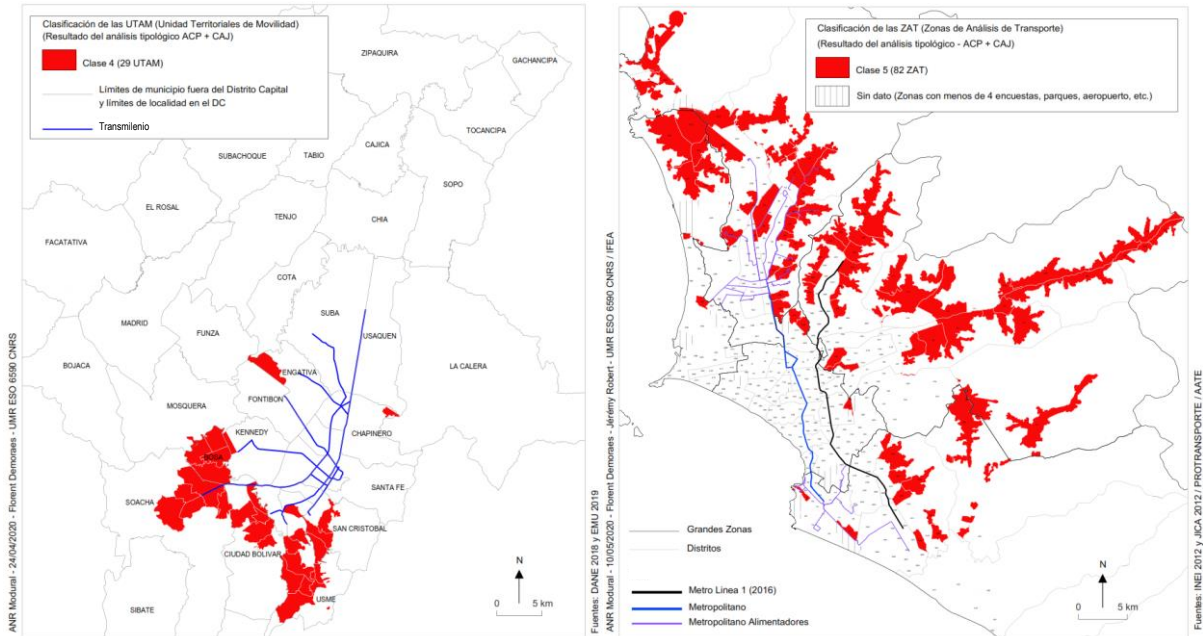 Clasificación de las UTAM (Unidad Territoriales de Movilidad)
(Resultado del análisis tipológico ACP + CAJ)
Clase 4 (29 UTAM)
Límites de municipio fuera del Distrito Capital
y límites de localidad en el DC
Transmilenio
ZIPAQUIRA
GACHANCIPA
TOCANCIPA
CAJICA
TABIO
SUBACHOQUE
SOPO
EL ROSAL
TENJO
CHIA
FACATATIVA
COTA
SUBA
USAQUEN
MADRID
FUNZA
LA CALERA
BOJACA
ENGATIVA
FONTIBON
MOSQUERA
KENNEDY
CHAPINERO
BOSA
SANTA FE
SOACHA
SAN CRISTOBAL
CIUDAD BOLIVAR
USME
SIBATE
N
0 5 km
ANR Modural - 24/04/2020 - Florent Demoraes - UMR ESO 6590 CNRS
Fuentes: DANE 2018 y EMU 2019
Clasificación de las ZAT (Zonas de Análisis de Transporte)
(Resultado del análisis tipológico - ACP + CAJ)
Clase 5 (82 ZAT)
Sin dato (Zonas con menos de 4 encuestas, parques, aeropuerto, etc.)
Grandes Zonas
Distritos
Metro Linea 1 (2016)
Metropolitano
Metropolitano Alimentadores
N
0 5 km
ANR Modural - 10/05/2020 - Florent Demoraes - Jérémy Robert - UMR ESO 6590 CNRS / IFEA
Fuentes: INEI 2012 y JICA 2012 / PROTRANSPORTE / AATE